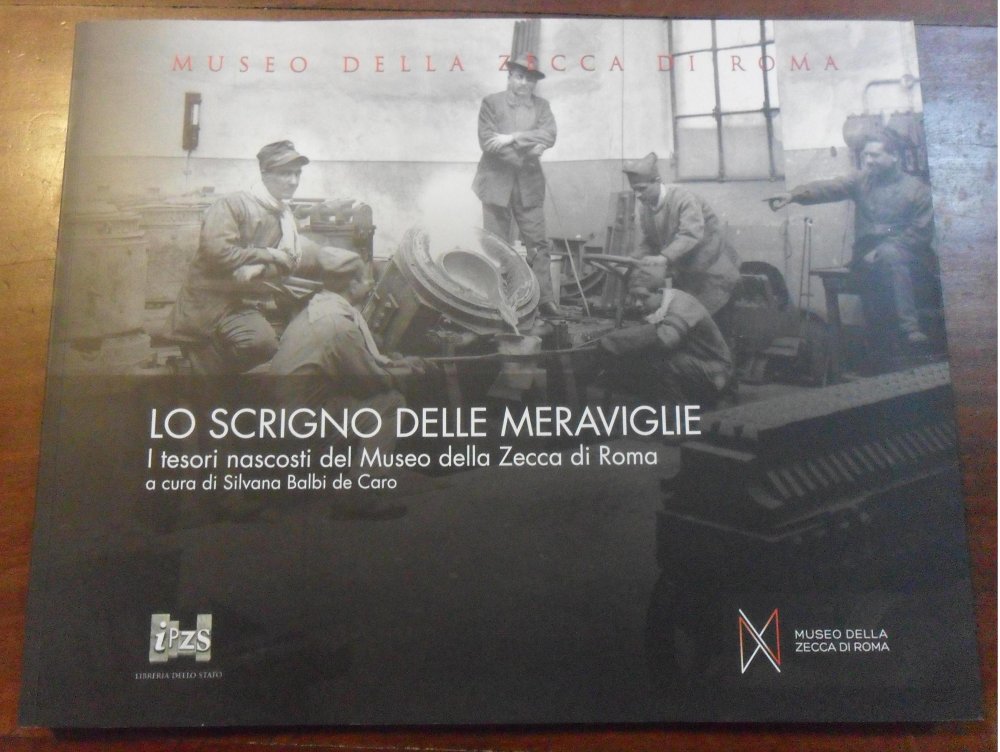 MUSEO DELLA ZECCA DI ROMA
LO SCRIGNO DELLE MERAVIGLIE
I tesori nascosti del Museo della Zecca di Roma
a cura di Silvana Balbi de Caro
iPZS
LIBRERIA DELLO STATO
MUSEO DELLA
ZECCA DI ROMA